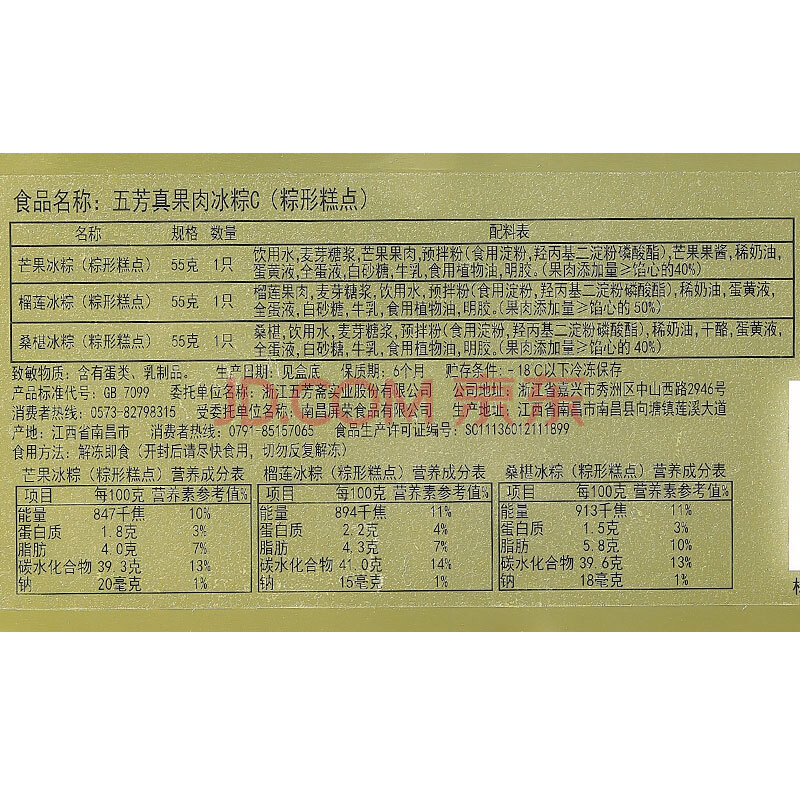 食品名称：五芳真果肉冰粽C（粽形糕点）
名称 规格 数量 配料表
芒果冰粽（粽形糕点） 55克 1只 饮用水,麦芽糖浆,芒果果肉,预拌粉(食用淀粉,羟丙基二淀粉磷酸酯),芒果果酱,稀奶油,
蛋黄液,全蛋液,白砂糖,牛乳,食用植物油,明胶。(果肉添加量≥馅心的40%)
榴莲冰粽（粽形糕点） 55克 1只 榴莲果肉,麦芽糖浆,饮用水,预拌粉(食用淀粉,羟丙基二淀粉磷酸酯),稀奶油,蛋黄液,
全蛋液,白砂糖,牛乳,食用植物油,明胶。(果肉添加量≥馅心的50%)
桑椹冰粽（粽形糕点） 55克 1只 桑椹,饮用水,麦芽糖浆,预拌粉(食用淀粉,羟丙基二淀粉磷酸酯),稀奶油,干酪,蛋黄液,
全蛋液,白砂糖,牛乳,食用植物油,明胶。(果肉添加量≥馅心的40%)
致敏物质：含有蛋类、乳制品。 生产日期：见盒底 保质期：6个月 贮存条件：-18℃以下冷冻保存
产品标准代号：GB 7099 委托单位名称：浙江五芳斋实业股份有限公司 公司地址：浙江省嘉兴市秀洲区中山西路2946号
消费者热线：0573-82798315 受委托单位名称：南昌屏荣食品有限公司 生产地址：江西省南昌市南昌县向塘镇莲溪大道
产地：江西省南昌市 消费者热线：0791-85157065 食品生产许可证编号：SC11136012111899
食用方法：解冻即食（开封后请尽快食用，切勿反复解冻）
JD.COM 京东
芒果冰粽（粽形糕点）营养成分表
项目 每100克 营养素参考值%
能量 847千焦 10%
蛋白质 1.8克 3%
脂肪 4.0克 7%
碳水化合物 39.3克 13%
钠 20毫克 1%
榴莲冰粽（粽形糕点）营养成分表
项目 每100克 营养素参考值%
能量 894千焦 11%
蛋白质 2.2克 4%
脂肪 4.3克 7%
碳水化合物 41.0克 14%
钠 15毫克 1%
桑椹冰粽（粽形糕点）营养成分表
项目 每100克 营养素参考值%
能量 913千焦 11%
蛋白质 1.5克 3%
脂肪 5.8克 10%
碳水化合物 39.6克 13%
钠 18毫克 1%